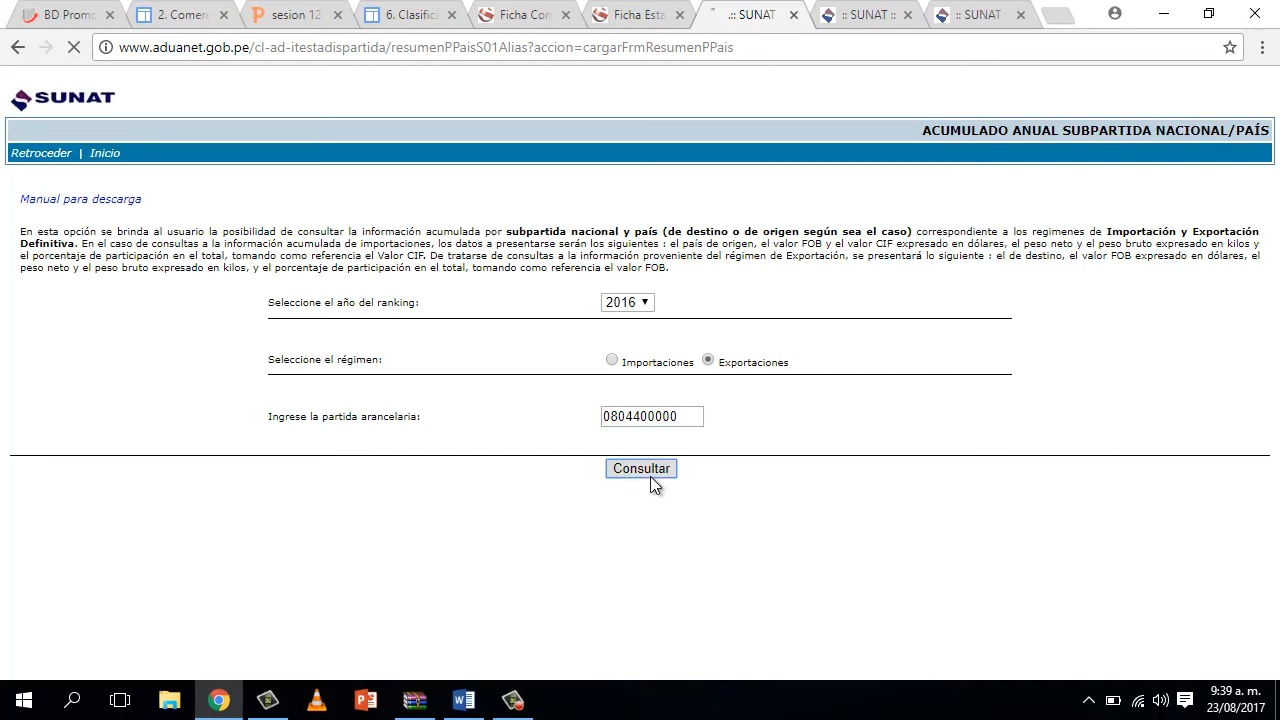 BD Promo
2. Comerc
sesion 12
6. Clasifica
Ficha Con
Ficha Esta
.:: SUNAT
SUNAT ::
:: SUNAT
www.aduanet.gob.pe/cl-ad-itestadispartida/resumenPPaisS01Alias?accion=cargarFrmResumenPPais
SUNAT
ACUMULADO ANUAL SUBPARTIDA NACIONAL/PAÍS
Retroceder | Inicio
Manual para descarga
En esta opción se brinda al usuario la posibilidad de consultar la información acumulada por subpartida nacional y país (de destino o de origen según sea el caso) correspondiente a los regimenes de Importación y Exportación
Definitiva. En el caso de consultas a la información acumulada de importaciones, los datos a presentarse serán los siguientes : el país de origen, el valor FOB y el valor CIF expresado en dólares, el peso neto y el peso bruto expresado en kilos y
el porcentaje de participación en el total, tomando como referencia el Valor CIF. De tratarse de consultas a la información proveniente del régimen de Exportación, se presentará lo siguiente : el de destino, el valor FOB expresado en dólares, el
peso neto y el peso bruto expresado en kilos, y el porcentaje de participación en el total, tomando como referencia el valor FOB.
Seleccione el año del ranking: 2016
Seleccione el régimen: Importaciones Exportaciones
Ingrese la partida arancelaria: 0804400000
Consultar
9:39 a. m.
23/08/2017